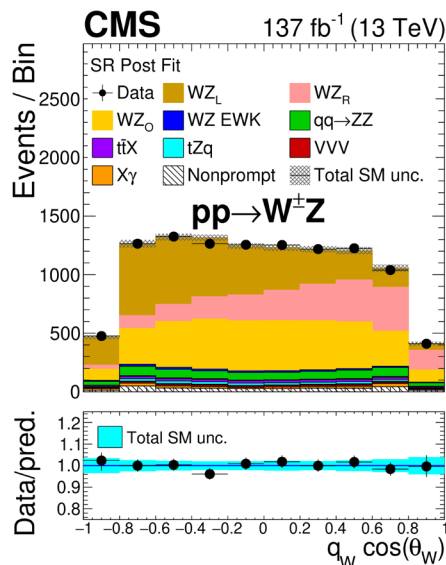 CMS 137 fb⁻¹ (13 TeV)
Events / Bin
2500
2000
1500
1000
500
0
SR Post Fit
Data WZ_L WZ_R
WZ_O WZ EWK qq→ZZ
tt̄X tZq VVV
Xγ Nonprompt Total SM unc.
pp→W±Z
Data/pred.
1.2
1.1
1.0
0.9
0.8
Total SM unc.
−1 −0.8 −0.6 −0.4 −0.2 0 0.2 0.4 0.6 0.8 1
q_W cos(θ_W)